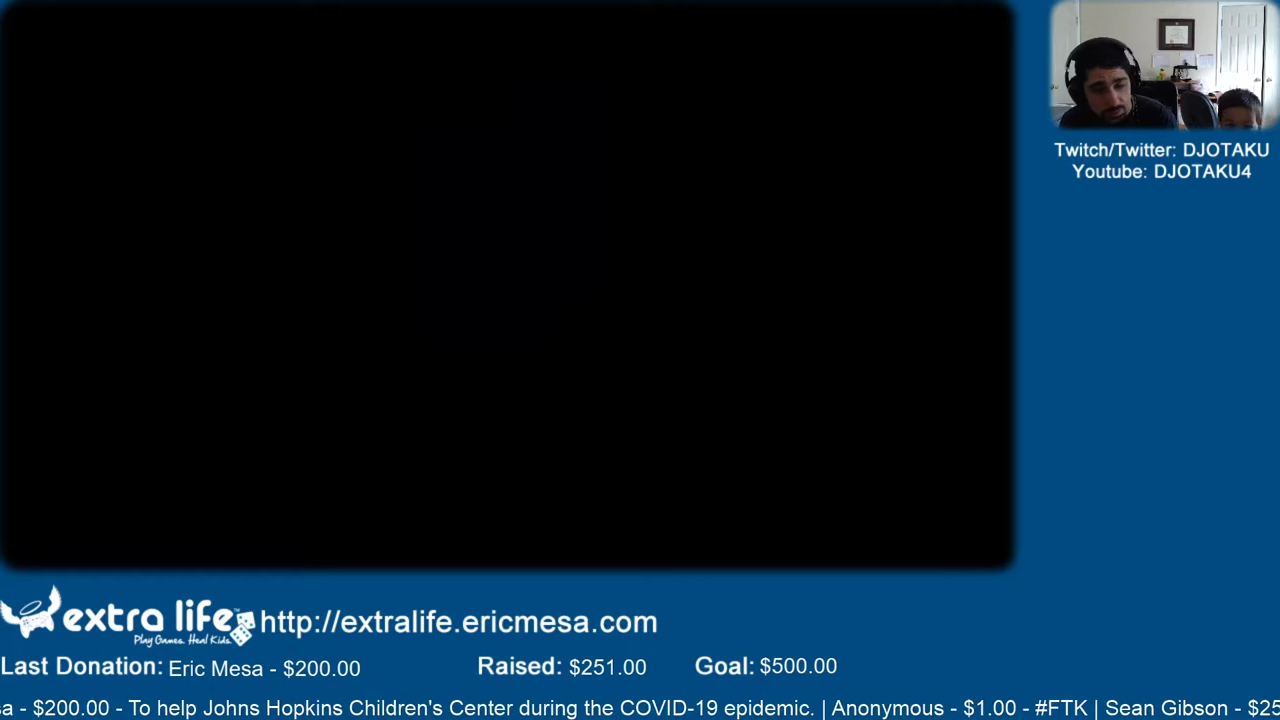 Twitch/Twitter: DJOTAKU
Youtube: DJOTAKU4
extra life
Play Games. Heal Kids.
http://extralife.ericmesa.com
Last Donation: Eric Mesa - $200.00 Raised: $251.00 Goal: $500.00
sa - $200.00 - To help Johns Hopkins Children's Center during the COVID-19 epidemic. | Anonymous - $1.00 - #FTK | Sean Gibson - $25